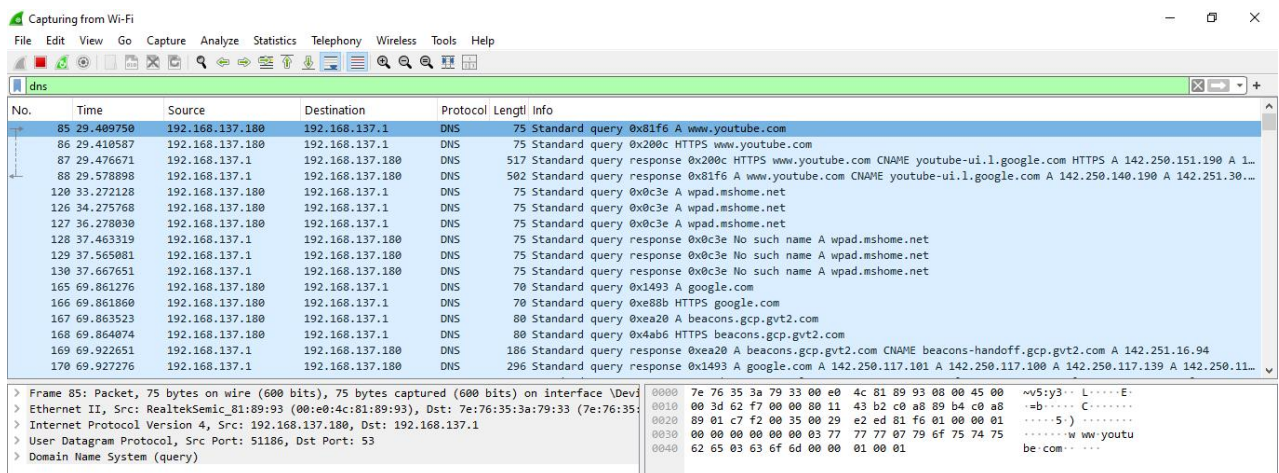 Capturing from Wi-Fi
File Edit View Go Capture Analyze Statistics Telephony Wireless Tools Help
dns
No. Time Source Destination Protocol Lengtl Info
85 29.409750 192.168.137.180 192.168.137.1 DNS 75 Standard query 0x81f6 A www.youtube.com
86 29.410587 192.168.137.180 192.168.137.1 DNS 75 Standard query 0x200c HTTPS www.youtube.com
87 29.476671 192.168.137.1 192.168.137.180 DNS 517 Standard query response 0x200c HTTPS www.youtube.com CNAME youtube-ui.l.google.com HTTPS A 142.250.151.190 A 1…
88 29.578898 192.168.137.1 192.168.137.180 DNS 502 Standard query response 0x81f6 A www.youtube.com CNAME youtube-ui.l.google.com A 142.250.140.190 A 142.251.30.…
120 33.272128 192.168.137.180 192.168.137.1 DNS 75 Standard query 0x0c3e A wpad.mshome.net
126 34.275768 192.168.137.180 192.168.137.1 DNS 75 Standard query 0x0c3e A wpad.mshome.net
127 36.278030 192.168.137.180 192.168.137.1 DNS 75 Standard query 0x0c3e A wpad.mshome.net
128 37.463319 192.168.137.1 192.168.137.180 DNS 75 Standard query response 0x0c3e No such name A wpad.mshome.net
129 37.565081 192.168.137.1 192.168.137.180 DNS 75 Standard query response 0x0c3e No such name A wpad.mshome.net
130 37.667651 192.168.137.1 192.168.137.180 DNS 75 Standard query response 0x0c3e No such name A wpad.mshome.net
165 69.861276 192.168.137.180 192.168.137.1 DNS 70 Standard query 0x1493 A google.com
166 69.861860 192.168.137.180 192.168.137.1 DNS 70 Standard query 0xe88b HTTPS google.com
167 69.863523 192.168.137.180 192.168.137.1 DNS 80 Standard query 0xea20 A beacons.gcp.gvt2.com
168 69.864074 192.168.137.180 192.168.137.1 DNS 80 Standard query 0x4ab6 HTTPS beacons.gcp.gvt2.com
169 69.922651 192.168.137.1 192.168.137.180 DNS 186 Standard query response 0xea20 A beacons.gcp.gvt2.com CNAME beacons-handoff.gcp.gvt2.com A 142.251.16.94
170 69.927276 192.168.137.1 192.168.137.180 DNS 296 Standard query response 0x1493 A google.com A 142.250.117.101 A 142.250.117.100 A 142.250.117.139 A 142.250.11…
Frame 85: Packet, 75 bytes on wire (600 bits), 75 bytes captured (600 bits) on interface \Devi
Ethernet II, Src: RealtekSemic_81:89:93 (00:e0:4c:81:89:93), Dst: 7e:76:35:3a:79:33 (7e:76:35:
Internet Protocol Version 4, Src: 192.168.137.180, Dst: 192.168.137.1
User Datagram Protocol, Src Port: 51186, Dst Port: 53
Domain Name System (query)
0000 7e 76 35 3a 79 33 00 e0 4c 81 89 93 08 00 45 00 ~v5:y3·· L·····E·
0010 00 3d 62 f7 00 00 80 11 43 b2 c0 a8 89 b4 c0 a8 ·=b····· C·······
0020 89 01 c7 f2 00 35 00 29 e2 ed 81 f6 01 00 00 01 ·····5·) ········
0030 00 00 00 00 00 00 03 77 77 77 07 79 6f 75 74 75 ·······w ww·youtu
0040 62 65 03 63 6f 6d 00 00 01 00 01 be·com·· ···